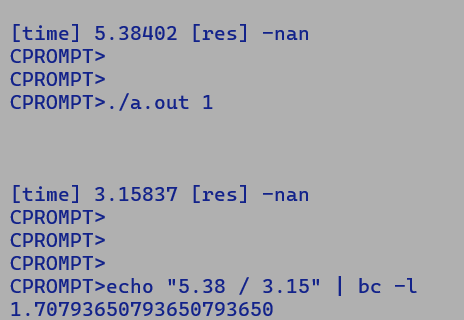 [time] 5.38402 [res] -nan
CPROMPT>
CPROMPT>
CPROMPT>./a.out 1
[time] 3.15837 [res] -nan
CPROMPT>
CPROMPT>
CPROMPT>
CPROMPT>echo "5.38 / 3.15" | bc -l
1.70793650793650793650